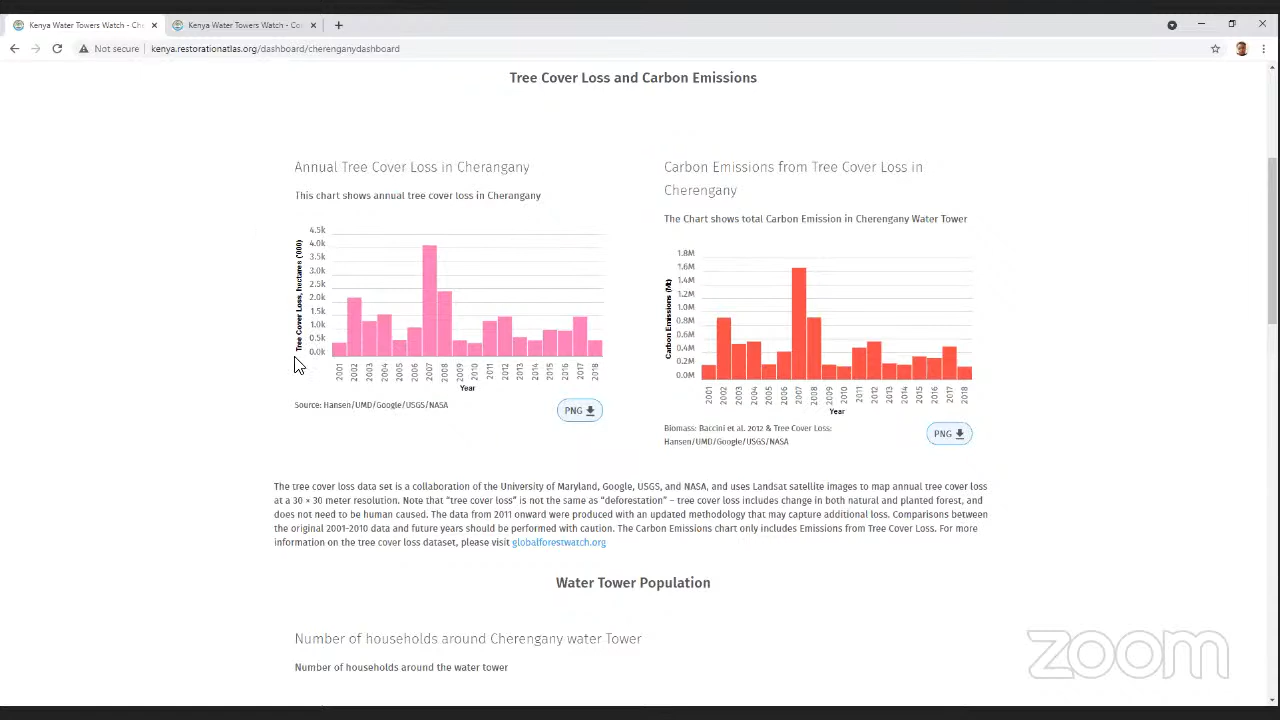 Kenya Water Towers Watch - Che
Kenya Water Towers Watch - Co
Not secure
kenya.restorationatlas.org/dashboard/cherenganydashboard
Tree Cover Loss and Carbon Emissions
Annual Tree Cover Loss in Cherangany
This chart shows annual tree cover loss in Cherangany
Tree Cover Loss, hectares ('000)
4.5k
4.0k
3.5k
3.0k
2.5k
2.0k
1.5k
1.0k
0.5k
0.0k
2001 2002 2003 2004 2005 2006 2007 2008 2009 2010 2011 2012 2013 2014 2015 2016 2017 2018
Year
Source: Hansen/UMD/Google/USGS/NASA
PNG
Carbon Emissions from Tree Cover Loss in
Cherengany
The Chart shows total Carbon Emission in Cherengany Water Tower
Carbon Emissions (Mt)
1.8M
1.6M
1.4M
1.2M
1.0M
0.8M
0.6M
0.4M
0.2M
0.0M
2001 2002 2003 2004 2005 2006 2007 2008 2009 2010 2011 2012 2013 2014 2015 2016 2017 2018
Year
Biomass: Baccini et al. 2012 & Tree Cover Loss:
Hansen/UMD/Google/USGS/NASA
PNG
The tree cover loss data set is a collaboration of the University of Maryland, Google, USGS, and NASA, and uses Landsat satellite images to map annual tree cover loss
at a 30 × 30 meter resolution. Note that “tree cover loss” is not the same as “deforestation” – tree cover loss includes change in both natural and planted forest, and
does not need to be human caused. The data from 2011 onward were produced with an updated methodology that may capture additional loss. Comparisons between
the original 2001-2010 data and future years should be performed with caution. The Carbon Emissions chart only includes Emissions from Tree Cover Loss. For more
information on the tree cover loss dataset, please visit globalforestwatch.org
Water Tower Population
Number of households around Cherengany water Tower
Number of households around the water tower
zoom